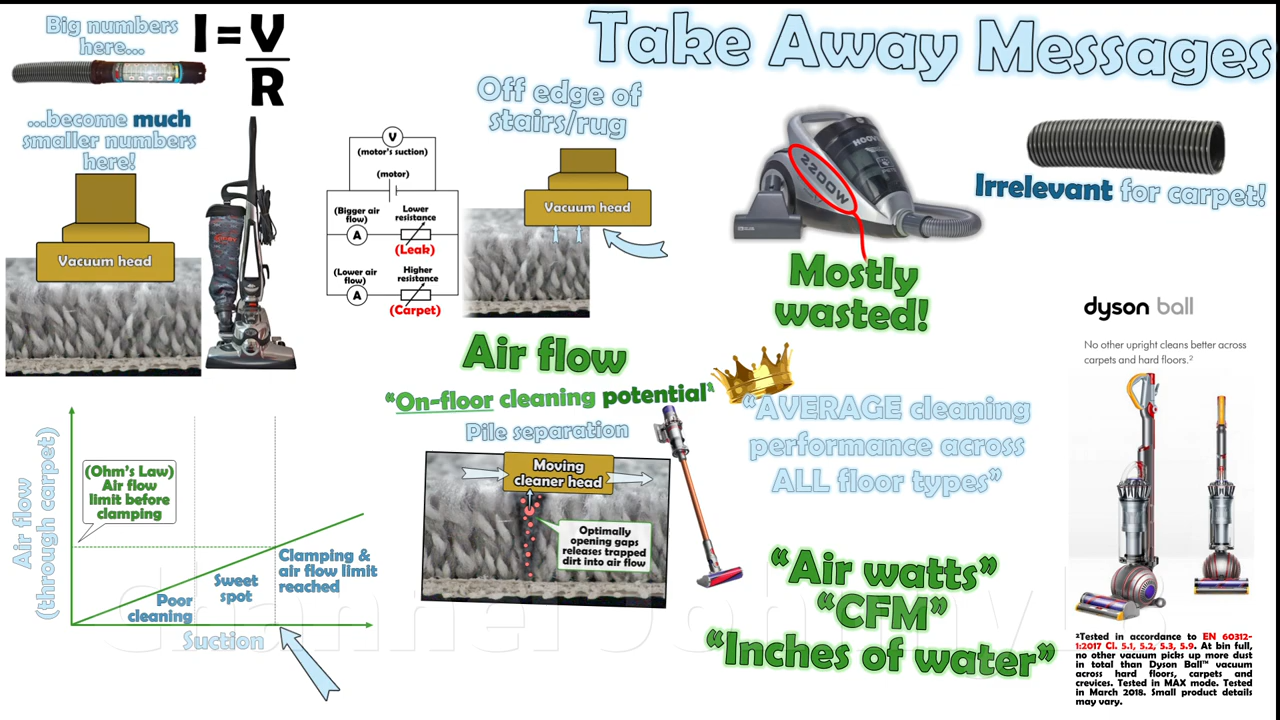 Take Away Messages
Big numbers
here...
I = V
R
...become much
smaller numbers
here!
Vacuum head
V
(motor's suction)
(motor)
(Bigger air
flow)
Lower
resistance
A
(Leak)
(Lower air
flow)
Higher
resistance
A
(Carpet)
Off edge of
stairs/rug
Vacuum head
HOOV
2200W
Mostly
wasted!
Irrelevant for carpet!
Air flow
“On-floor cleaning potential”
Pile separation
Moving
cleaner head
Optimally
opening gaps
releases trapped
dirt into air flow
“AVERAGE cleaning
performance across
ALL floor types”
“Air watts”
“CFM”
“Inches of water”
dyson ball
No other upright cleans better across
carpets and hard floors.²
²Tested in accordance to EN 60312-
1:2017 Cl. 5.1, 5.2, 5.3, 5.9. At bin full,
no other vacuum picks up more dust
in total than Dyson Ball™ vacuum
across hard floors, carpets and
crevices. Tested in MAX mode. Tested
in March 2018. Small product details
may vary.
Air flow
(through carpet)
(Ohm's Law)
Air flow
limit before
clamping
Poor
cleaning
Sweet
spot
Clamping &
air flow limit
reached
Suction